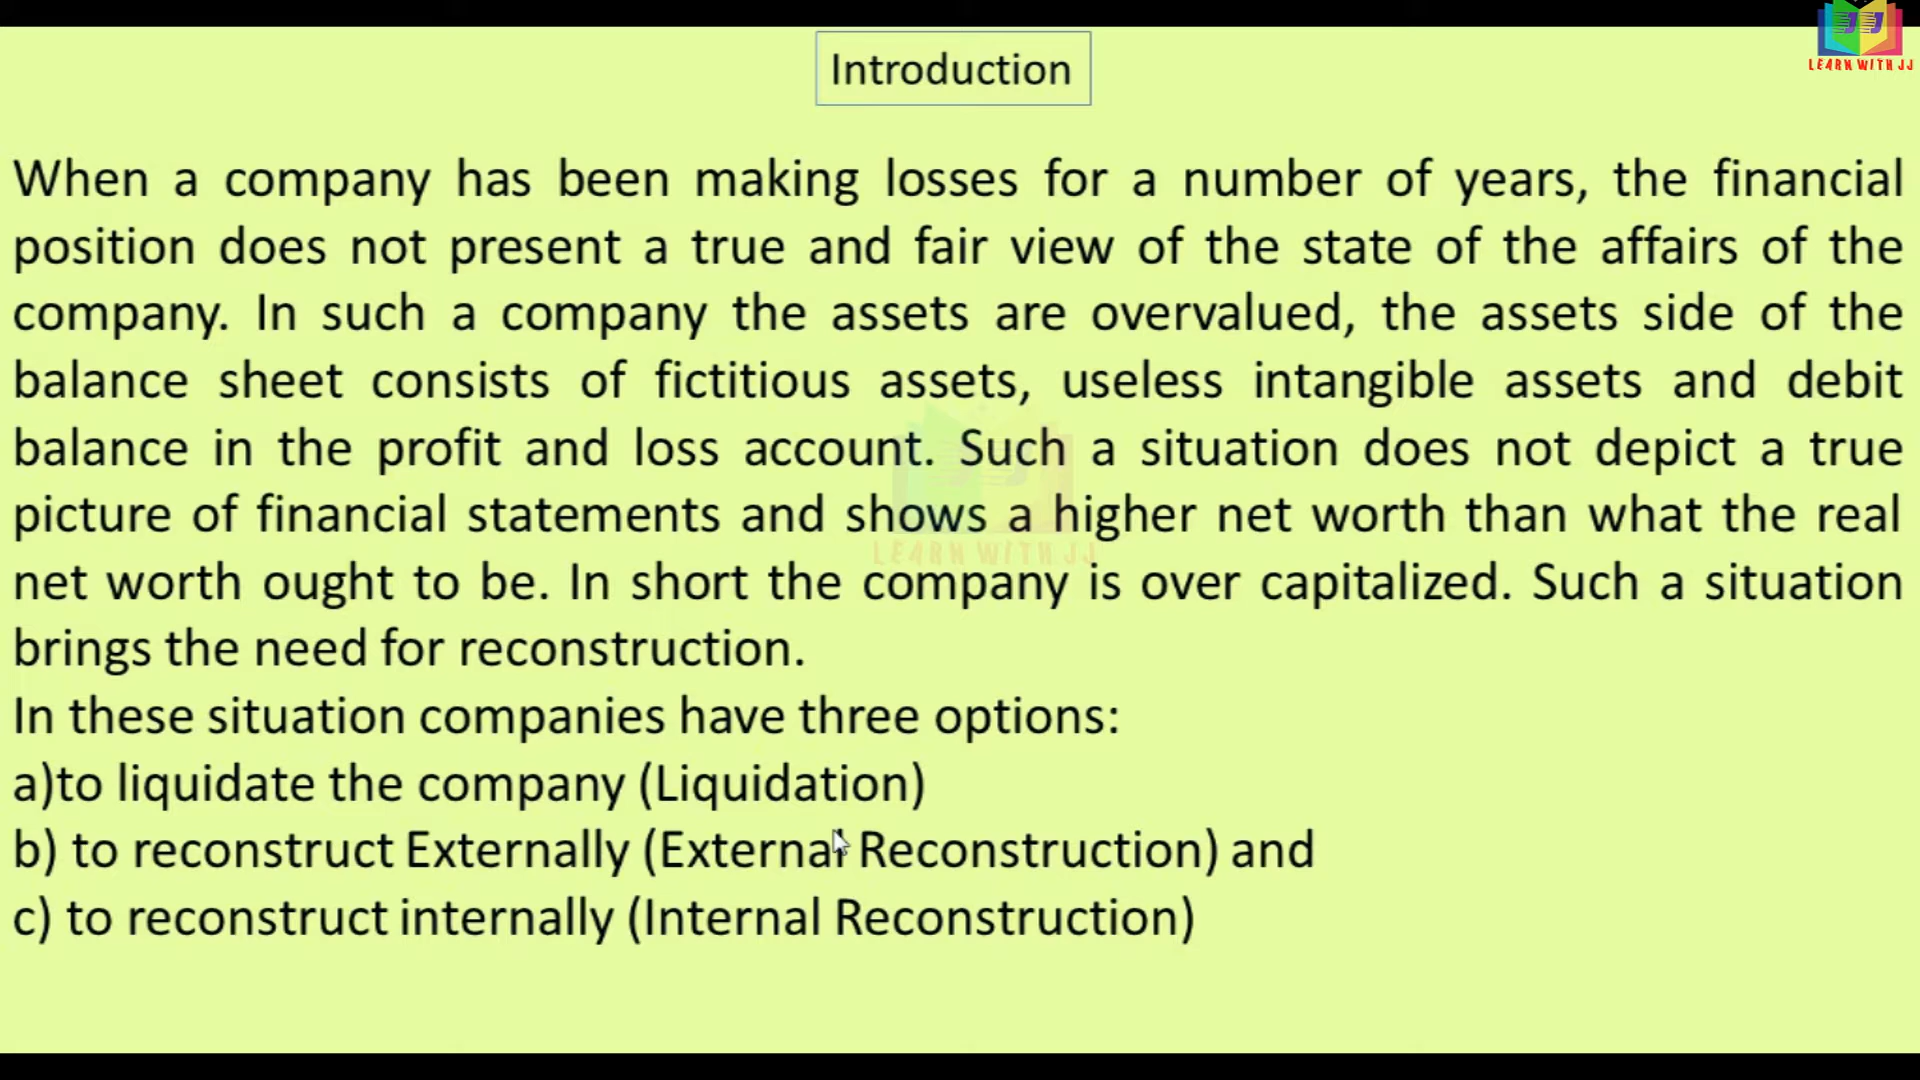 LEARN WITH JJ
Introduction
When a company has been making losses for a number of years, the financial
position does not present a true and fair view of the state of the affairs of the
company. In such a company the assets are overvalued, the assets side of the
balance sheet consists of fictitious assets, useless intangible assets and debit
balance in the profit and loss account. Such a situation does not depict a true
picture of financial statements and shows a higher net worth than what the real
net worth ought to be. In short the company is over capitalized. Such a situation
brings the need for reconstruction.
In these situation companies have three options:
a)to liquidate the company (Liquidation)
b) to reconstruct Externally (External Reconstruction) and
c) to reconstruct internally (Internal Reconstruction)
LEARN WITH JJ